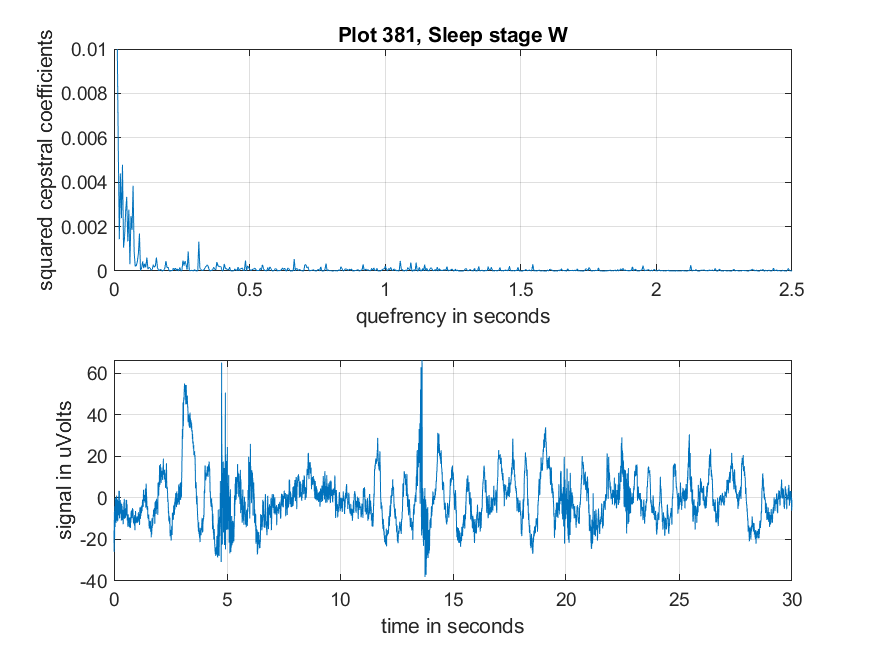 Plot 381, Sleep stage W
squared cepstral coefficients
0.01
0.008
0.006
0.004
0.002
0
0 0.5 1 1.5 2 2.5
quefrency in seconds
signal in uVolts
60
40
20
0
-20
-40
0 5 10 15 20 25 30
time in seconds